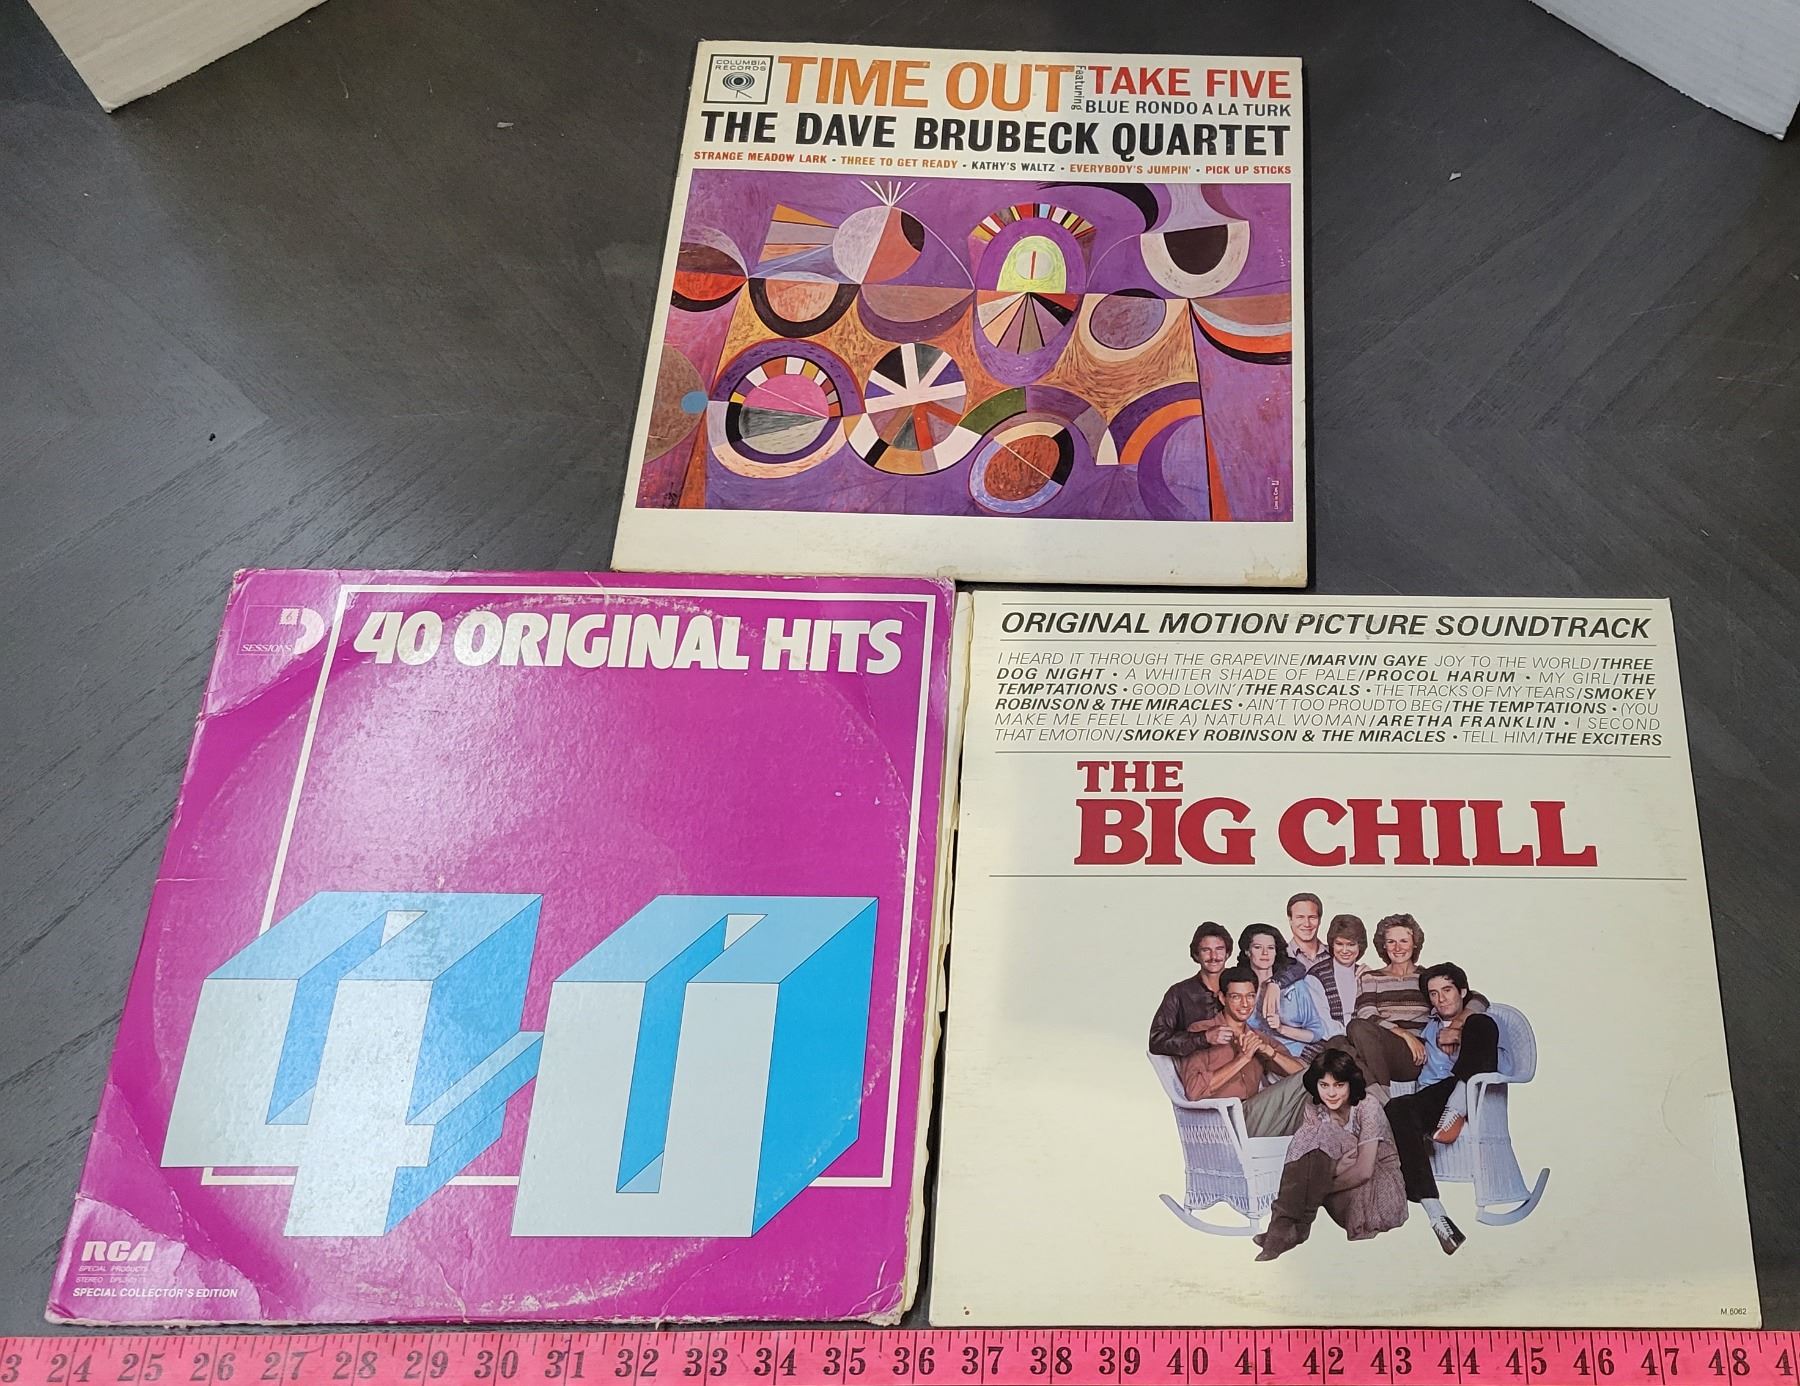 COLUMBIA
RECORDS
TIME OUT Featuring TAKE FIVE
BLUE RONDO A LA TURK
THE DAVE BRUBECK QUARTET
STRANGE MEADOW LARK • THREE TO GET READY • KATHY'S WALTZ • EVERYBODY'S JUMPIN' • PICK UP STICKS
SESSIONS
40 ORIGINAL HITS
40
RCA
SPECIAL PRODUCTS
STEREO
SPECIAL COLLECTOR'S EDITION
ORIGINAL MOTION PICTURE SOUNDTRACK
I HEARD IT THROUGH THE GRAPEVINE/MARVIN GAYE JOY TO THE WORLD/THREE
DOG NIGHT • A WHITER SHADE OF PALE/PROCOL HARUM • MY GIRL/THE
TEMPTATIONS • GOOD LOVIN'/THE RASCALS • THE TRACKS OF MY TEARS/SMOKEY
ROBINSON & THE MIRACLES • AIN'T TOO PROUD TO BEG/THE TEMPTATIONS • (YOU
MAKE ME FEEL LIKE A) NATURAL WOMAN/ARETHA FRANKLIN • I SECOND
THAT EMOTION/SMOKEY ROBINSON & THE MIRACLES • TELL HIM/THE EXCITERS
THE
BIG CHILL
M 6062
3 24 25 26 27 28 29 30 31 32 33 34 35 36 37 38 39 40 41 42 43 44 45 46 47 48 4